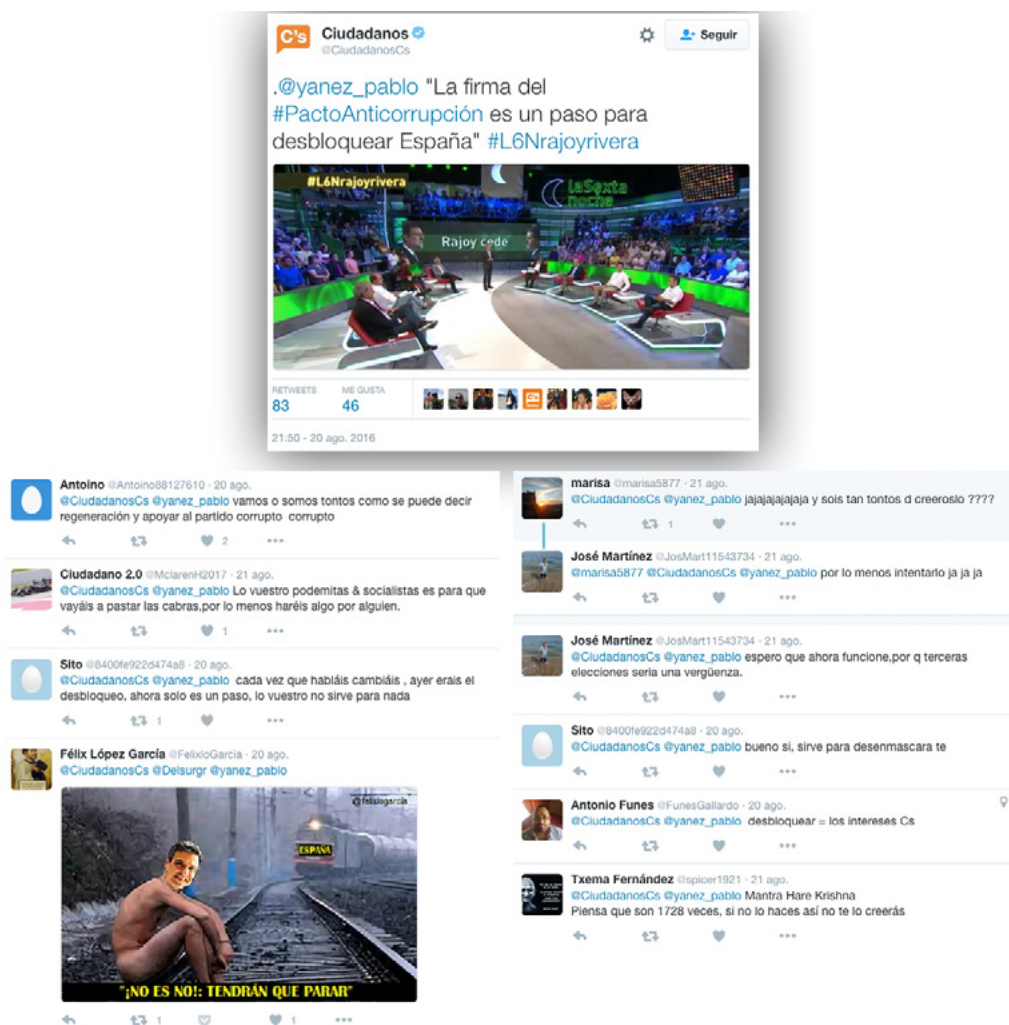 C's
Ciudadanos
@CiudadanosCs
Seguir
.@yanez_pablo "La firma del
#PactoAnticorrupción es un paso para
desbloquear España" #L6Nrajoyrivera
#L6Nrajoyrivera
laSexta
noche
Rajoy cede
RETWEETS
83
ME GUSTA
46
21:50 - 20 ago. 2016
Antoino @Antoino88127610 · 20 ago.
@CiudadanosCs @yanez_pablo vamos o somos tontos como se puede decir
regeneración y apoyar al partido corrupto corrupto
2
Ciudadano 2.0 @MclarenH2017 · 21 ago.
@CiudadanosCs @yanez_pablo Lo vuestro podemitas & socialistas es para que
vayáis a pastar las cabras,por lo menos haréis algo por alguien.
1
Sito @8400fe922d474a8 · 20 ago.
@CiudadanosCs @yanez_pablo cada vez que habláis cambiáis , ayer erais el
desbloqueo, ahora solo es un paso, lo vuestro no sirve para nada
1
Félix López García @FelixloGarcia · 20 ago.
@CiudadanosCs @Delsurgr @yanez_pablo
@felixlogarcía
ESPAÑA
"¡NO ES NO!: TENDRÁN QUE PARAR"
1
1
marisa @marisa5877 · 21 ago.
@CiudadanosCs @yanez_pablo jajajajajajaja y sois tan tontos d creeroslo ????
1
José Martínez @JosMart11543734 · 21 ago.
@marisa5877 @CiudadanosCs @yanez_pablo por lo menos intentarlo ja ja ja
José Martínez @JosMart11543734 · 21 ago.
@CiudadanosCs @yanez_pablo espero que ahora funcione,por q terceras
elecciones seria una vergüenza.
Sito @8400fe922d474a8 · 20 ago.
@CiudadanosCs @yanez_pablo bueno si, sirve para desenmascara te
Antonio Funes @FunesGallardo · 20 ago.
@CiudadanosCs @yanez_pablo desbloquear = los intereses Cs
Txema Fernández @spicer1921 · 21 ago.
@CiudadanosCs @yanez_pablo Mantra Hare Krishna
Piensa que son 1728 veces, si no lo haces así no te lo creerás